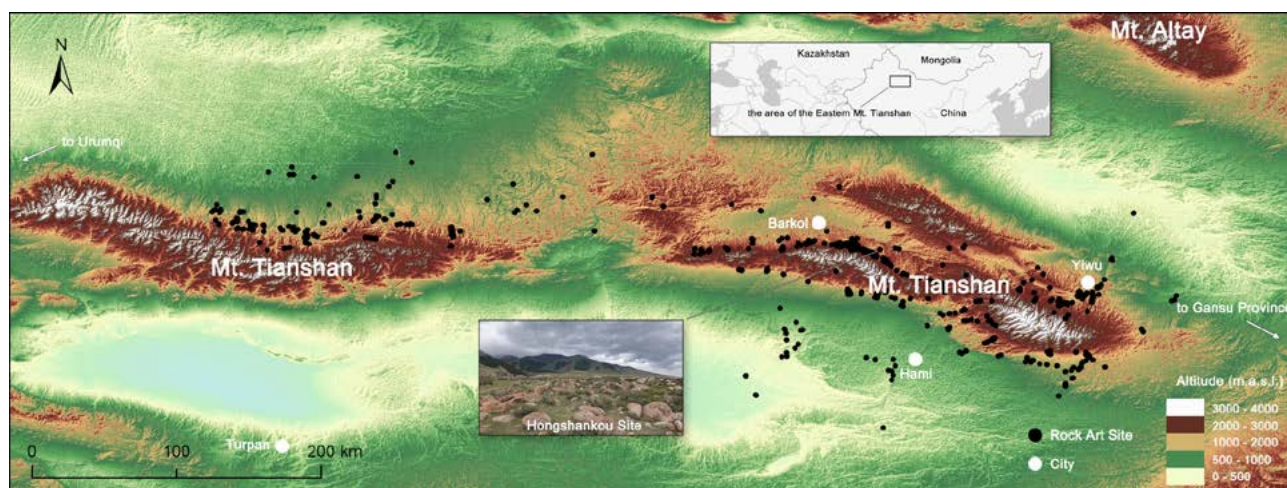 Mt. Altay
N
Kazakhstan
Mongolia
the area of the Eastern Mt. Tianshan
China
to Urumqi
Barkol
Mt. Tianshan
Mt. Tianshan
Yiwu
to Gansu Province
Hami
Hongshankou Site
Turpan
0 100 200 km
Altitude (m.a.s.l.)
3000 - 4000
2000 - 3000
1000 - 2000
500 - 1000
0 - 500
Rock Art Site
City